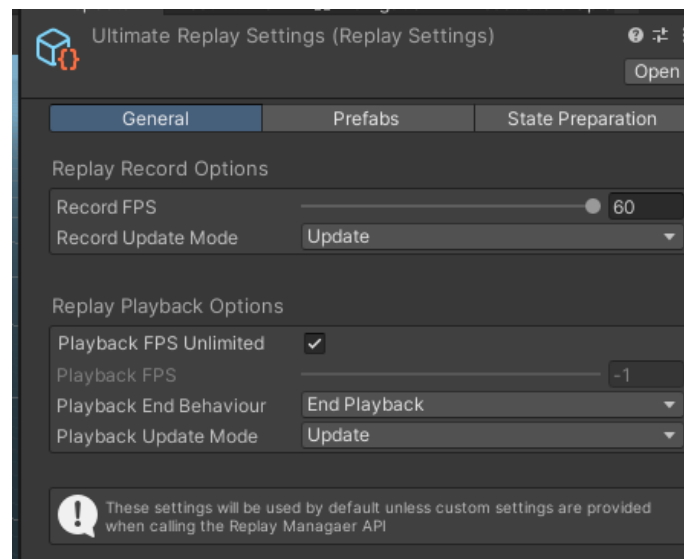 Ultimate Replay Settings (Replay Settings)
Open
General Prefabs State Preparation
Replay Record Options
Record FPS 60
Record Update Mode Update
Replay Playback Options
Playback FPS Unlimited
Playback FPS -1
Playback End Behaviour End Playback
Playback Update Mode Update
These settings will be used by default unless custom settings are provided
when calling the Replay Managaer API